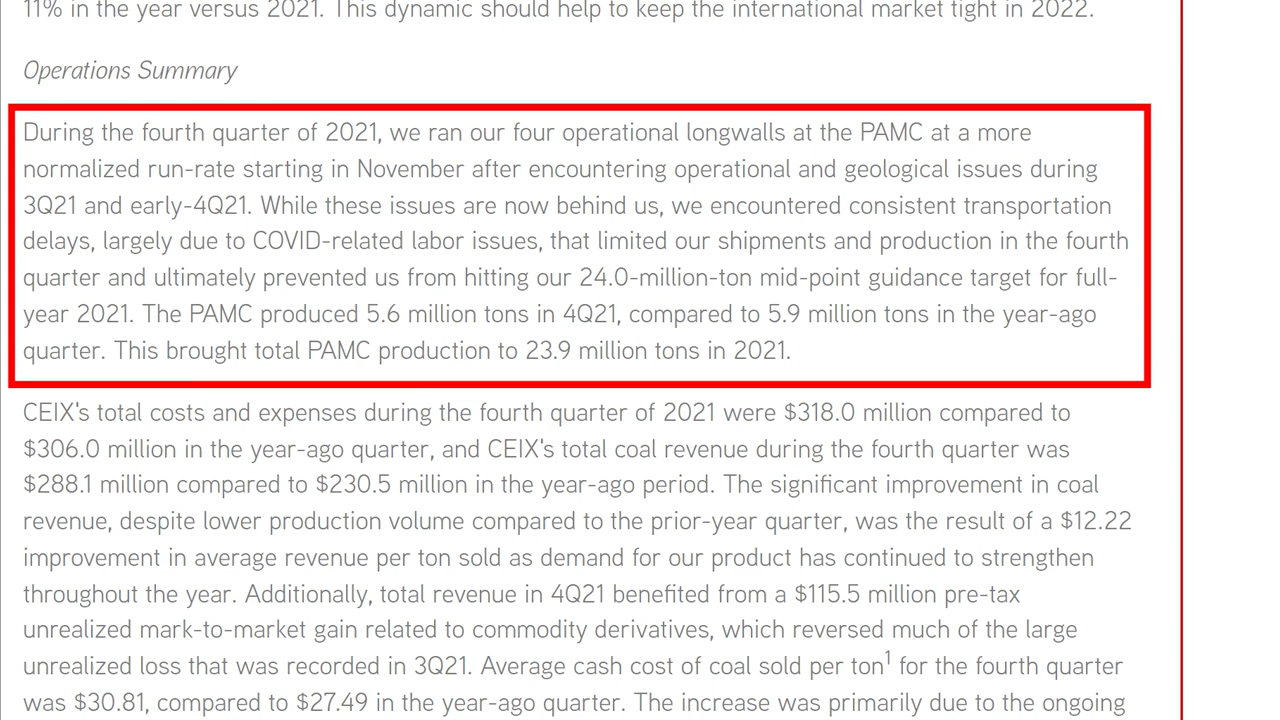 11% in the year versus 2021. This dynamic should help to keep the international market tight in 2022.
Operations Summary
During the fourth quarter of 2021, we ran our four operational longwalls at the PAMC at a more
normalized run-rate starting in November after encountering operational and geological issues during
3Q21 and early-4Q21. While these issues are now behind us, we encountered consistent transportation
delays, largely due to COVID-related labor issues, that limited our shipments and production in the fourth
quarter and ultimately prevented us from hitting our 24.0-million-ton mid-point guidance target for full-
year 2021. The PAMC produced 5.6 million tons in 4Q21, compared to 5.9 million tons in the year-ago
quarter. This brought total PAMC production to 23.9 million tons in 2021.
CEIX's total costs and expenses during the fourth quarter of 2021 were $318.0 million compared to
$306.0 million in the year-ago quarter, and CEIX's total coal revenue during the fourth quarter was
$288.1 million compared to $230.5 million in the year-ago period. The significant improvement in coal
revenue, despite lower production volume compared to the prior-year quarter, was the result of a $12.22
improvement in average revenue per ton sold as demand for our product has continued to strengthen
throughout the year. Additionally, total revenue in 4Q21 benefited from a $115.5 million pre-tax
unrealized mark-to-market gain related to commodity derivatives, which reversed much of the large
unrealized loss that was recorded in 3Q21. Average cash cost of coal sold per ton1 for the fourth quarter
was $30.81, compared to $27.49 in the year-ago quarter. The increase was primarily due to the ongoing